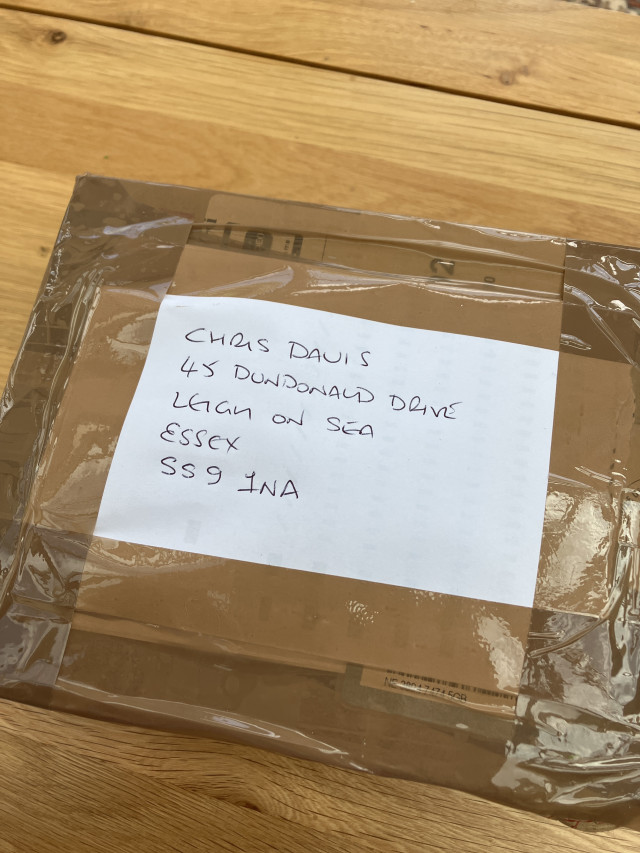 CHRIS DAVIS
45 DUNDONALD DRIVE
LEIGH ON SEA
ESSEX
SS9 1NA